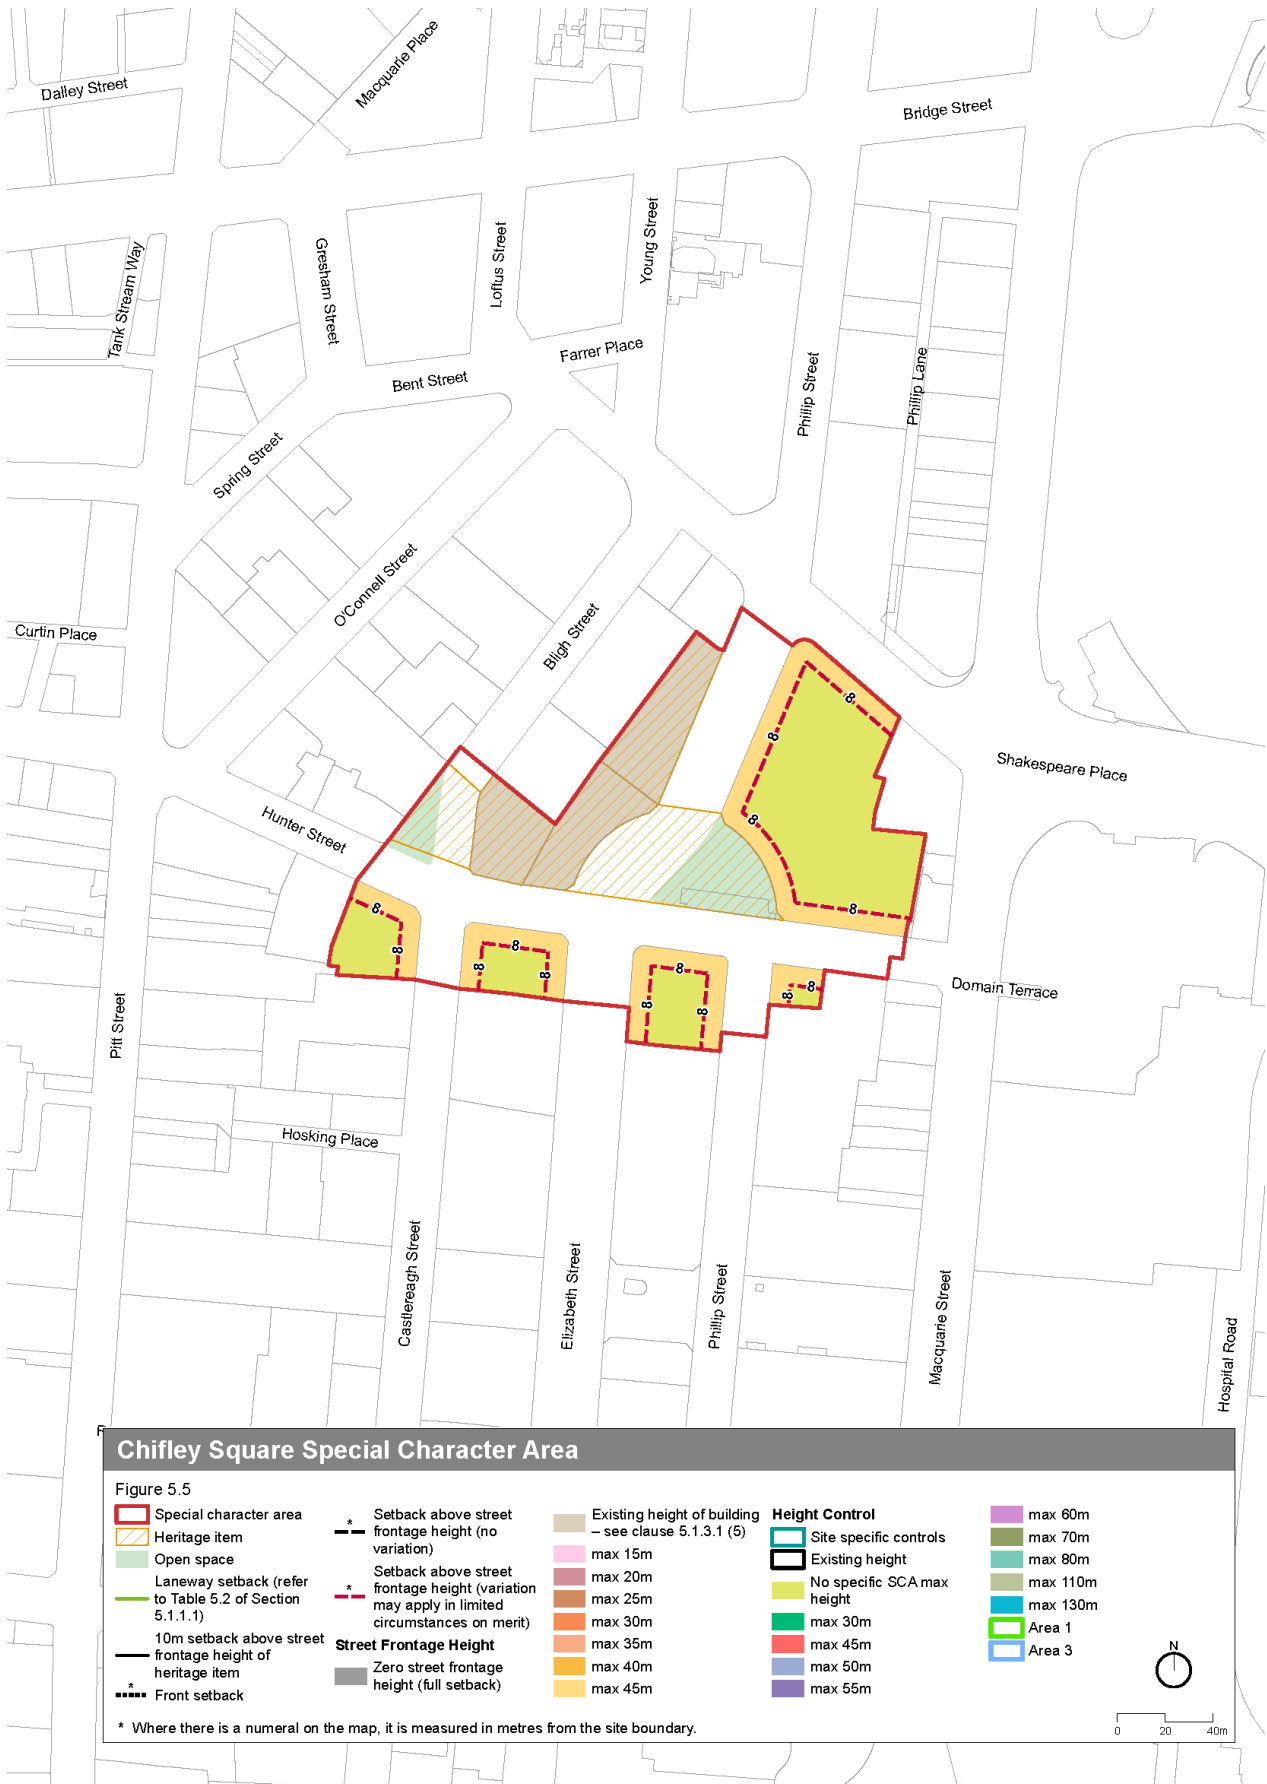 Macquarie Place
Dalley Street
Bridge Street
Young Street
Loftus Street
Gresham Street
Tank Stream Way
Farrer Place
Phillip Street
Phillip Lane
Bent Street
Spring Street
O'Connell Street
Bligh Street
Curtin Place
8
8
Shakespeare Place
Hunter Street
8
8
8
8
8
8
8
8
8
8
8
8
8
Domain Terrace
Pitt Street
Hosking Place
Castlereagh Street
Elizabeth Street
Phillip Street
Macquarie Street
Hospital Road
Chifley Square Special Character Area
Figure 5.5
Special character area
Heritage item
Open space
Laneway setback (refer
to Table 5.2 of Section
5.1.1.1)
10m setback above street
frontage height of
heritage item
*
Front setback
*
Setback above street
frontage height (no
variation)
*
Setback above street
frontage height (variation
may apply in limited
circumstances on merit)
Street Frontage Height
Zero street frontage
height (full setback)
Existing height of building
– see clause 5.1.3.1 (5)
max 15m
max 20m
max 25m
max 30m
max 35m
max 40m
max 45m
Height Control
Site specific controls
Existing height
No specific SCA max
height
max 30m
max 45m
max 50m
max 55m
max 60m
max 70m
max 80m
max 110m
max 130m
Area 1
Area 3
N
0 20 40m
* Where there is a numeral on the map, it is measured in metres from the site boundary.